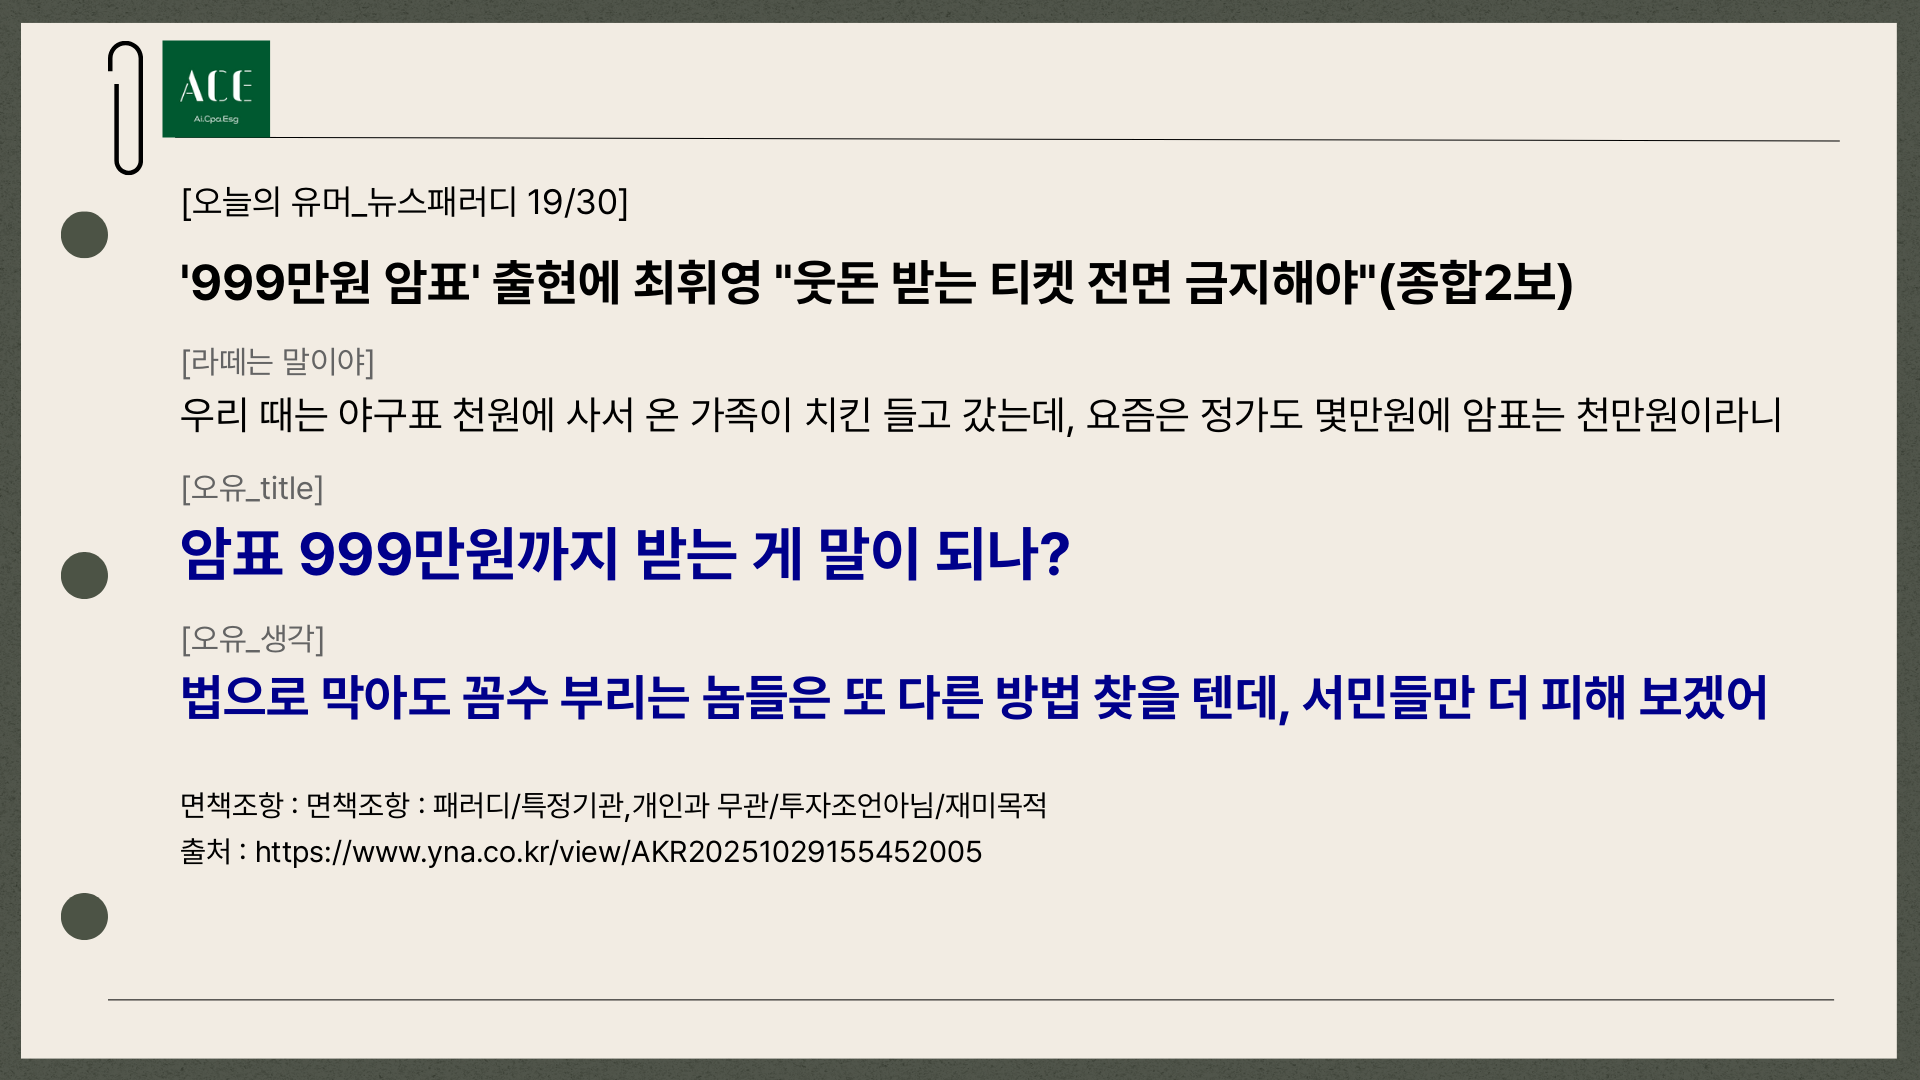 ACE
Ai.Cpa.Esg
[오늘의 유머_뉴스패러디 19/30]
'999만원 암표' 출현에 최휘영 "웃돈 받는 티켓 전면 금지해야"(종합2보)
[라떼는 말이야]
우리 때는 야구표 천원에 사서 온 가족이 치킨 들고 갔는데, 요즘은 정가도 몇만원에 암표는 천만원이라니
[오유_title]
암표 999만원까지 받는 게 말이 되나?
[오유_생각]
법으로 막아도 꼼수 부리는 놈들은 또 다른 방법 찾을 텐데, 서민들만 더 피해 보겠어
면책조항 : 면책조항 : 패러디/특정기관,개인과 무관/투자조언아님/재미목적
출처 : https://www.yna.co.kr/view/AKR20251029155452005